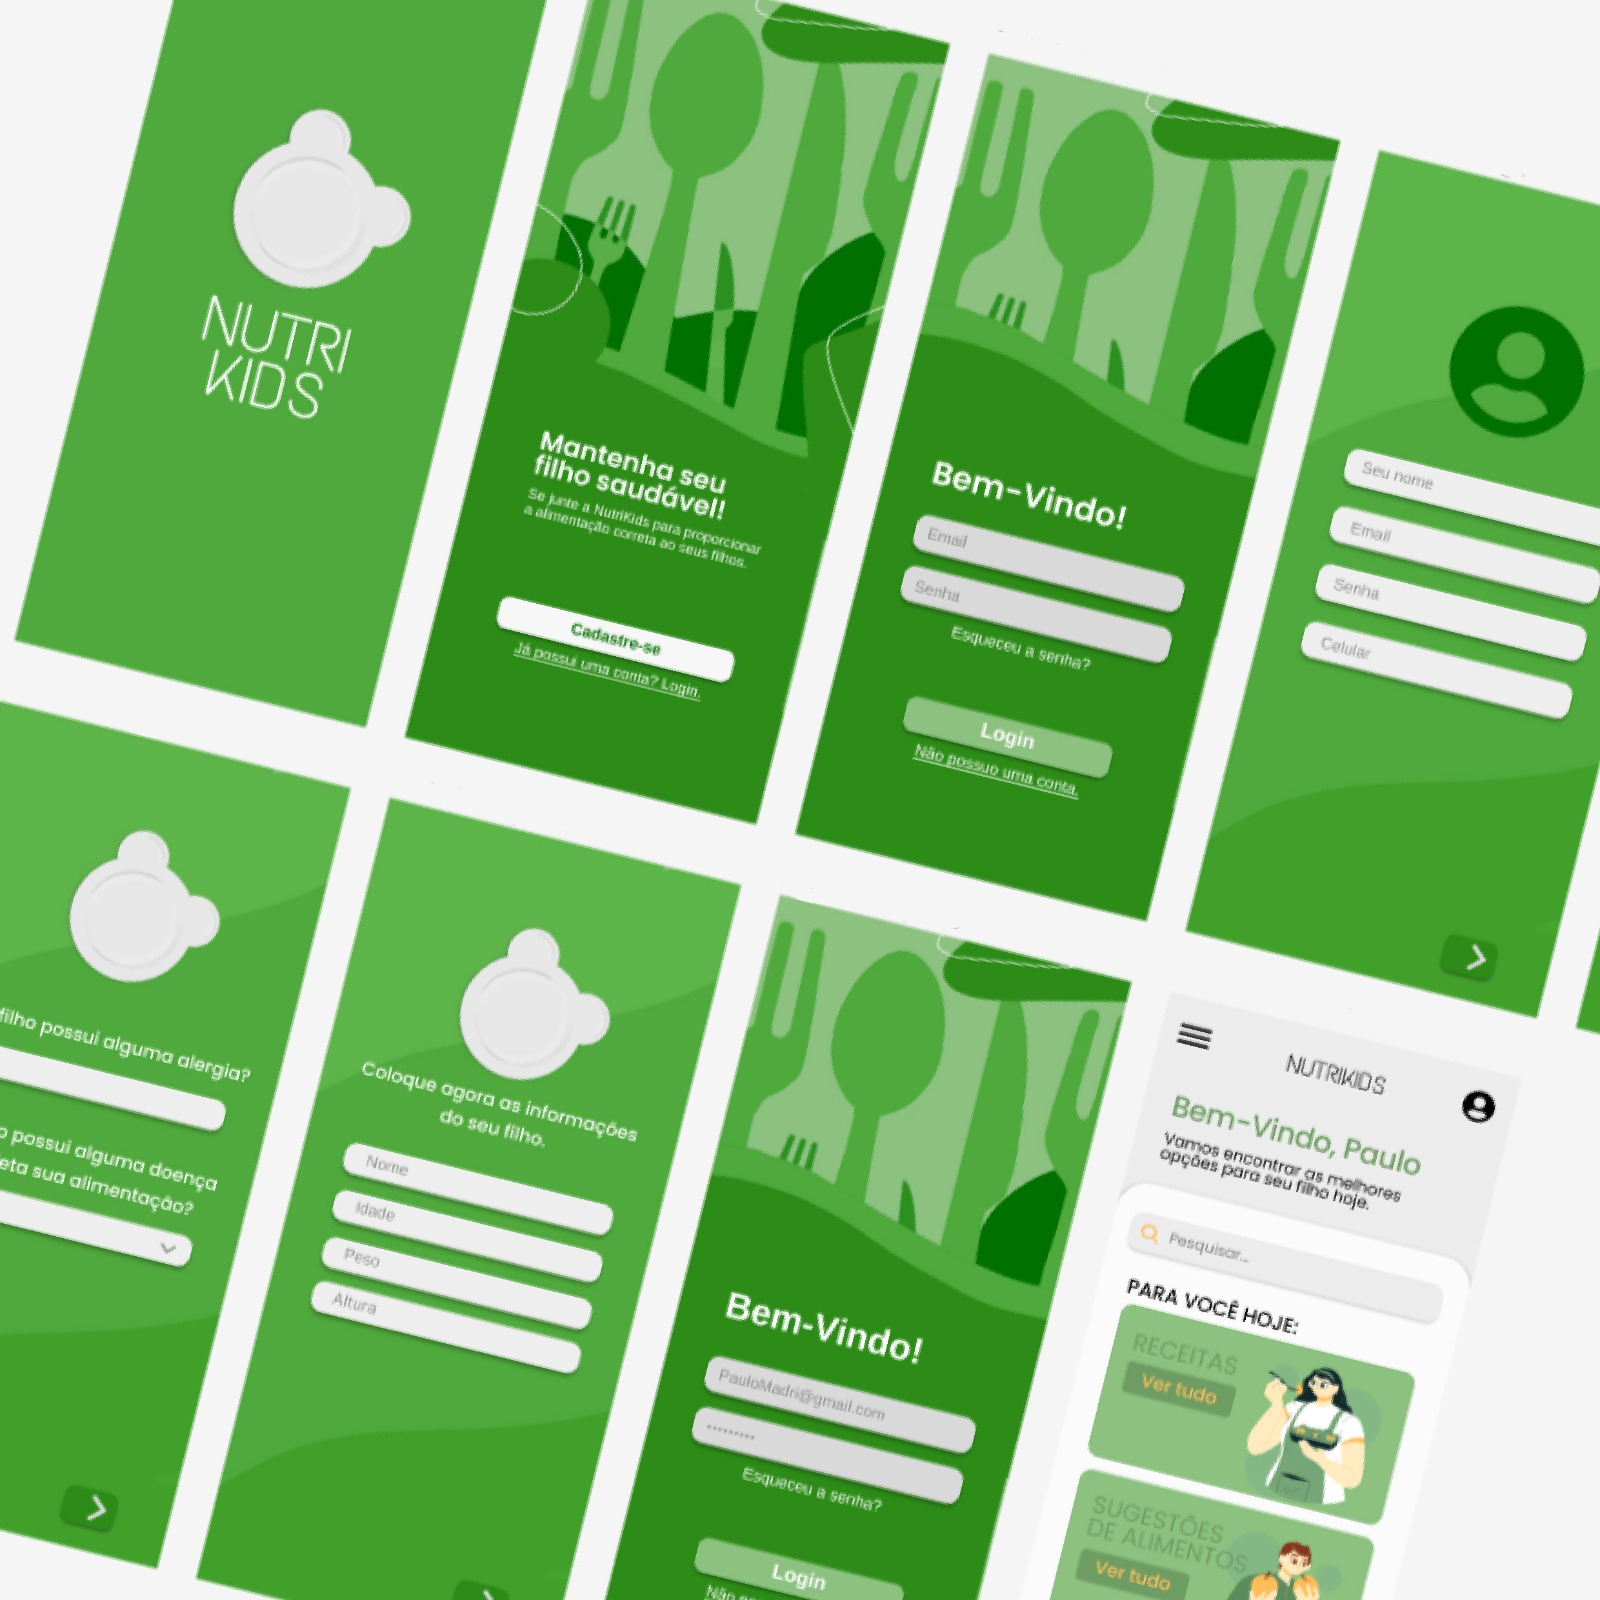 NUTRI
KIDS
Mantenha seu
filho saudável!
Se junte a NutriKids para proporcionar
a alimentação correta ao seus filhos.
Cadastre-se
Já possui uma conta? Login.
Bem-Vindo!
Email
Senha
Esqueceu a senha?
Login
Não possue uma conta.
Seu nome
Email
Senha
Celular
filho possui alguma alergia?
o possui alguma doença
eta sua alimentação?
Coloque agora as informações
do seu filho.
Nome
Idade
Peso
Altura
Bem-Vindo!
PauloMadri@gmail.com
Esqueceu a senha?
Login
NUTRIKIDS
Bem-Vindo, Paulo
Vamos encontrar as melhores
opções para seu filho hoje.
Pesquisar...
PARA VOCÊ HOJE:
RECEITAS
Ver tudo
SUGESTÕES
DE ALIMENTOS
Ver tudo